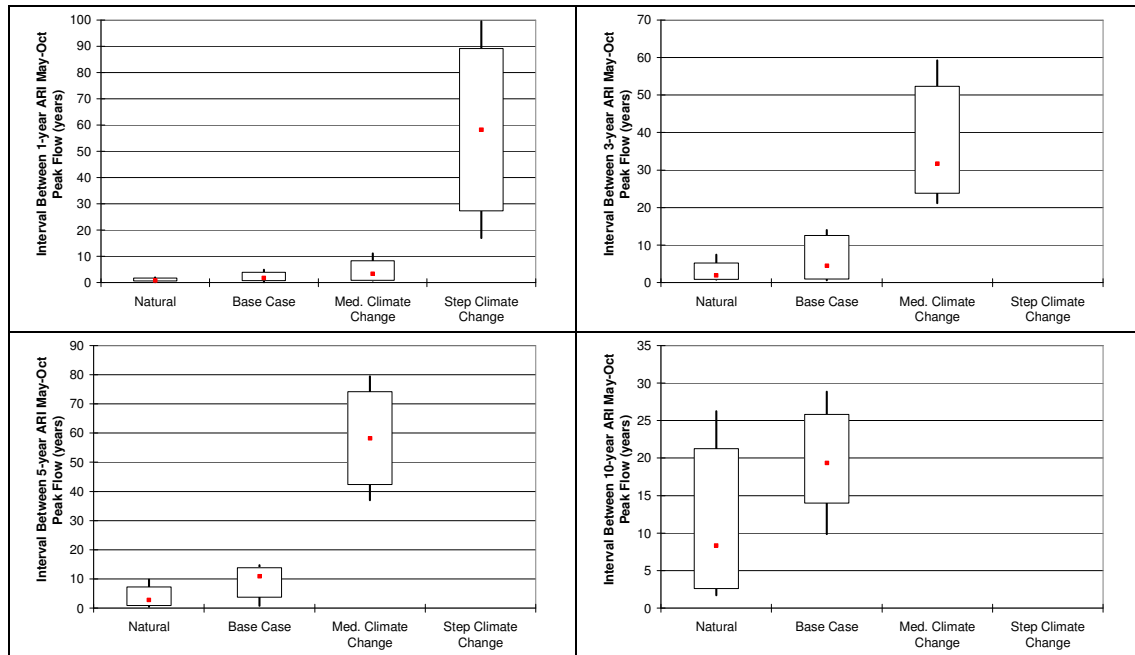 Interval Between 1-year ARI May-Oct
Peak Flow (years)
100
90
80
70
60
50
40
30
20
10
0
Natural
Base Case
Med. Climate
Change
Step Climate
Change
Interval Between 3-year ARI May-Oct
Peak Flow (years)
70
60
50
40
30
20
10
0
Natural
Base Case
Med. Climate
Change
Step Climate
Change
Interval Between 5-year ARI May-Oct
Peak Flow (years)
90
80
70
60
50
40
30
20
10
0
Natural
Base Case
Med. Climate
Change
Step Climate
Change
Interval Between 10-year ARI May-Oct
Peak Flow (years)
35
30
25
20
15
10
5
0
Natural
Base Case
Med. Climate
Change
Step Climate
Change